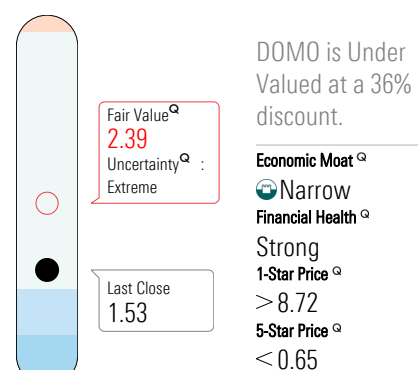 Fair Value Q
2.39
Uncertainty Q :
Extreme
Last Close
1.53
DOMO is Under
Valued at a 36%
discount.
Economic Moat Q
Narrow
Financial Health Q
Strong
1-Star Price Q
>8.72
5-Star Price Q
<0.65